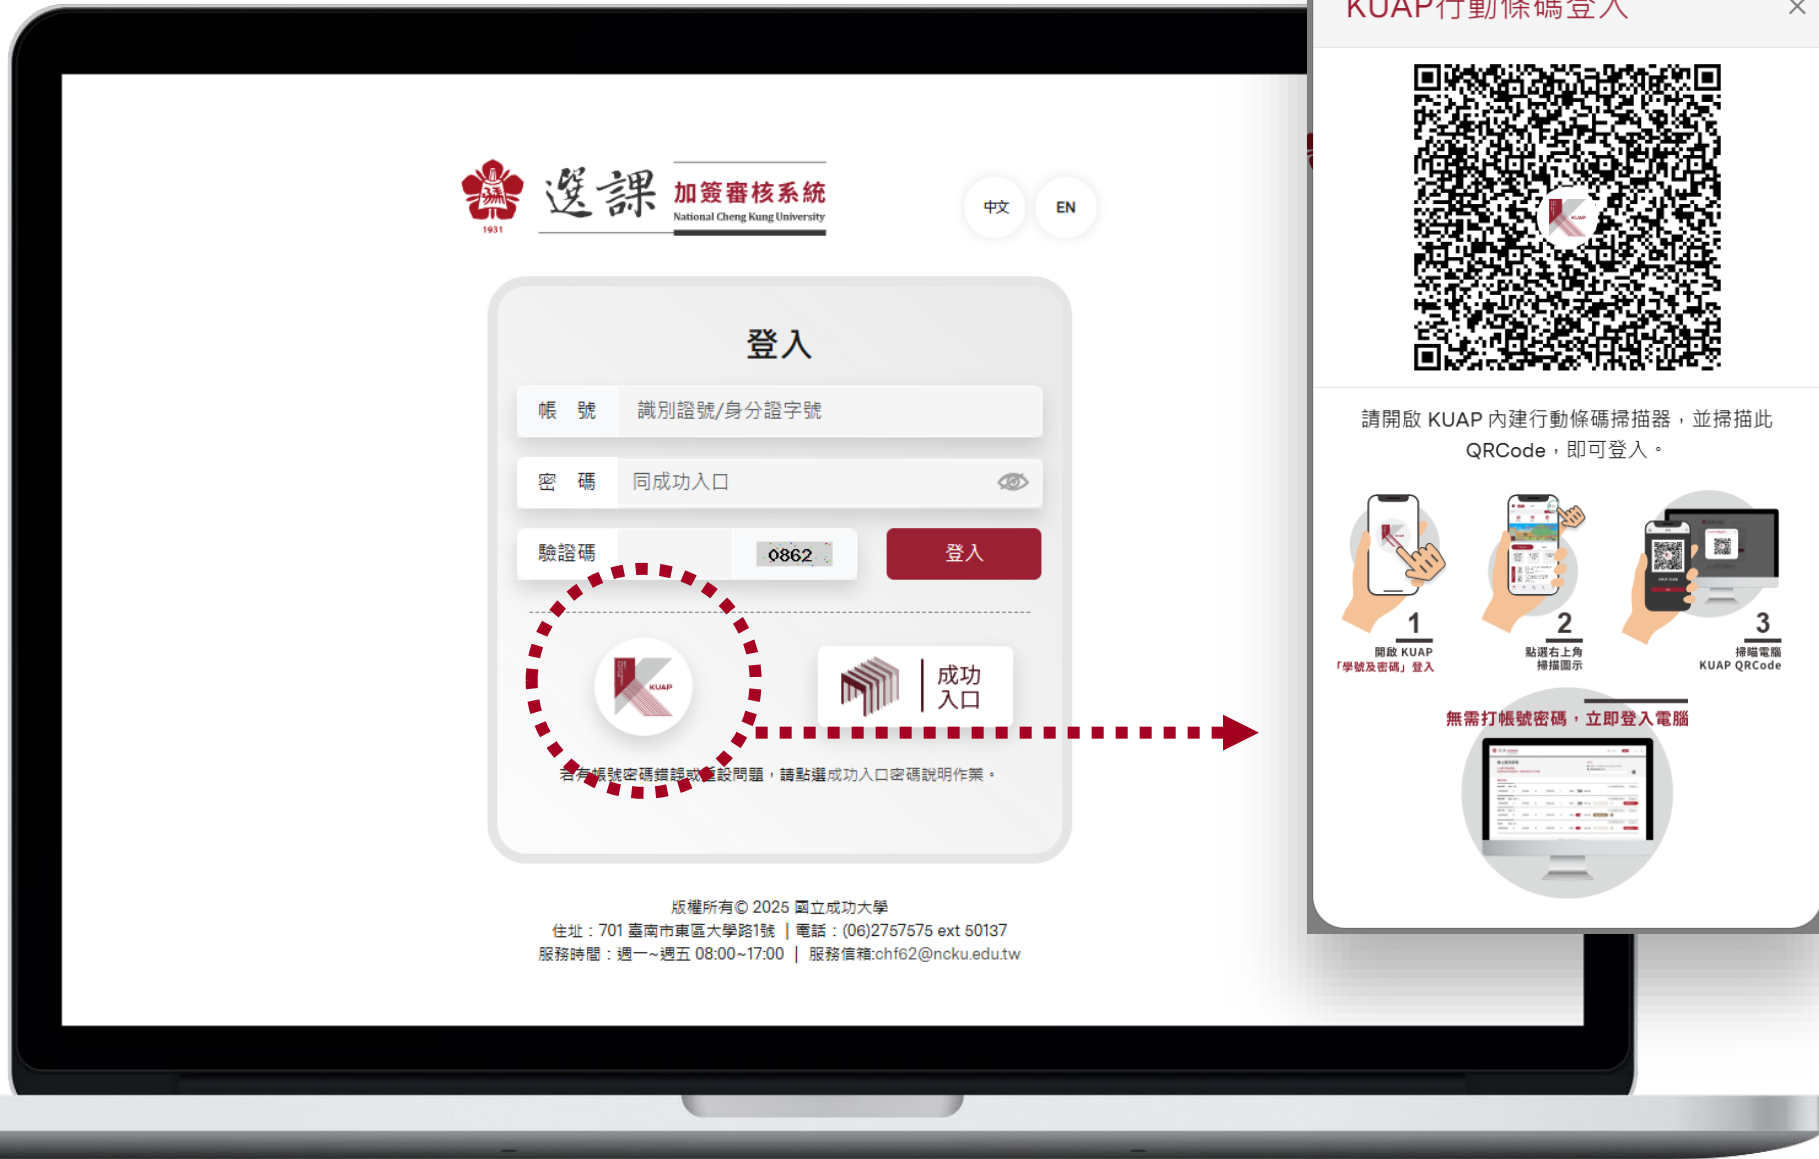 選課 加簽審核系統
National Cheng Kung University
1931
中文
EN
登入
帳 號 識別證號/身分證字號
密 碼 同成功入口
驗證碼 0862 登入
KUAP
成功
入口
若有帳號密碼錯誤或重設問題，請點選成功入口密碼說明作業。
版權所有© 2025 國立成功大學
住址：701 臺南市東區大學路1號 | 電話：(06)2757575 ext 50137
服務時間：週一~週五 08:00~17:00 | 服務信箱:chf62@ncku.edu.tw
KUAP行動條碼登入
KUAP
請開啟 KUAP 內建行動條碼掃描器，並掃描此
QRCode，即可登入。
1
開啟 KUAP
「學號及密碼」登入
2
點選右上角
掃描圖示
3
掃瞄電腦
KUAP QRCode
無需打帳號密碼，立即登入電腦